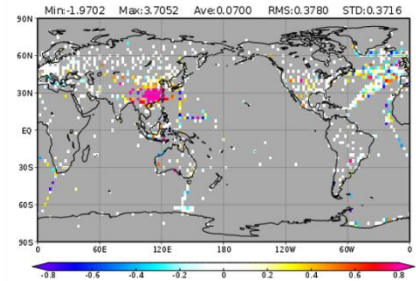 Min:-1.9702 Max:3.7052 Ave:0.0700 RMS:0.3780 STD:0.3716
90N
60N
30N
EQ
30S
60S
90S
0 60E 120E 180 120W 60W 0
-0.8 -0.6 -0.4 -0.2 0 0.2 0.4 0.6 0.8